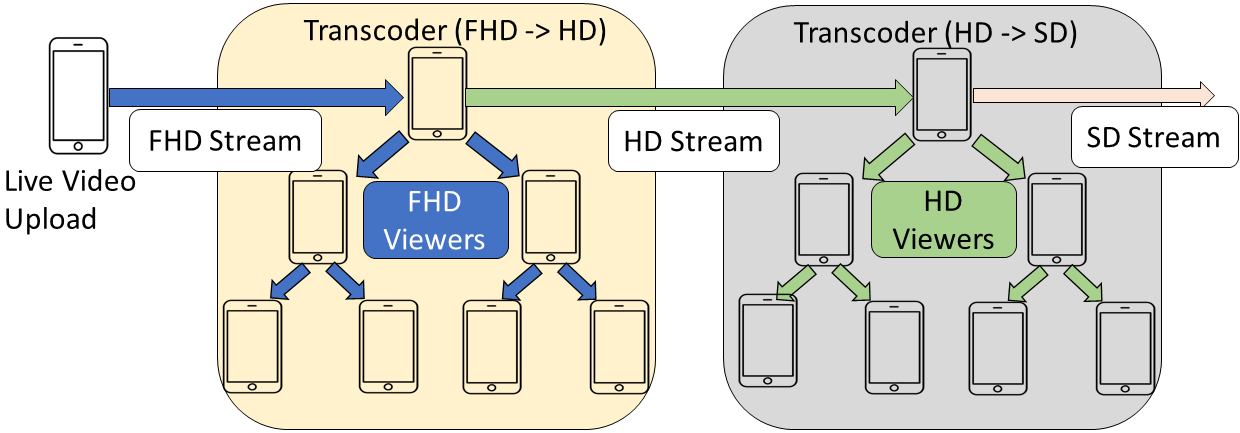 Transcoder (FHD -> HD)
Transcoder (HD -> SD)
FHD Stream
HD Stream
SD Stream
Live Video
Upload
FHD
Viewers
HD
Viewers